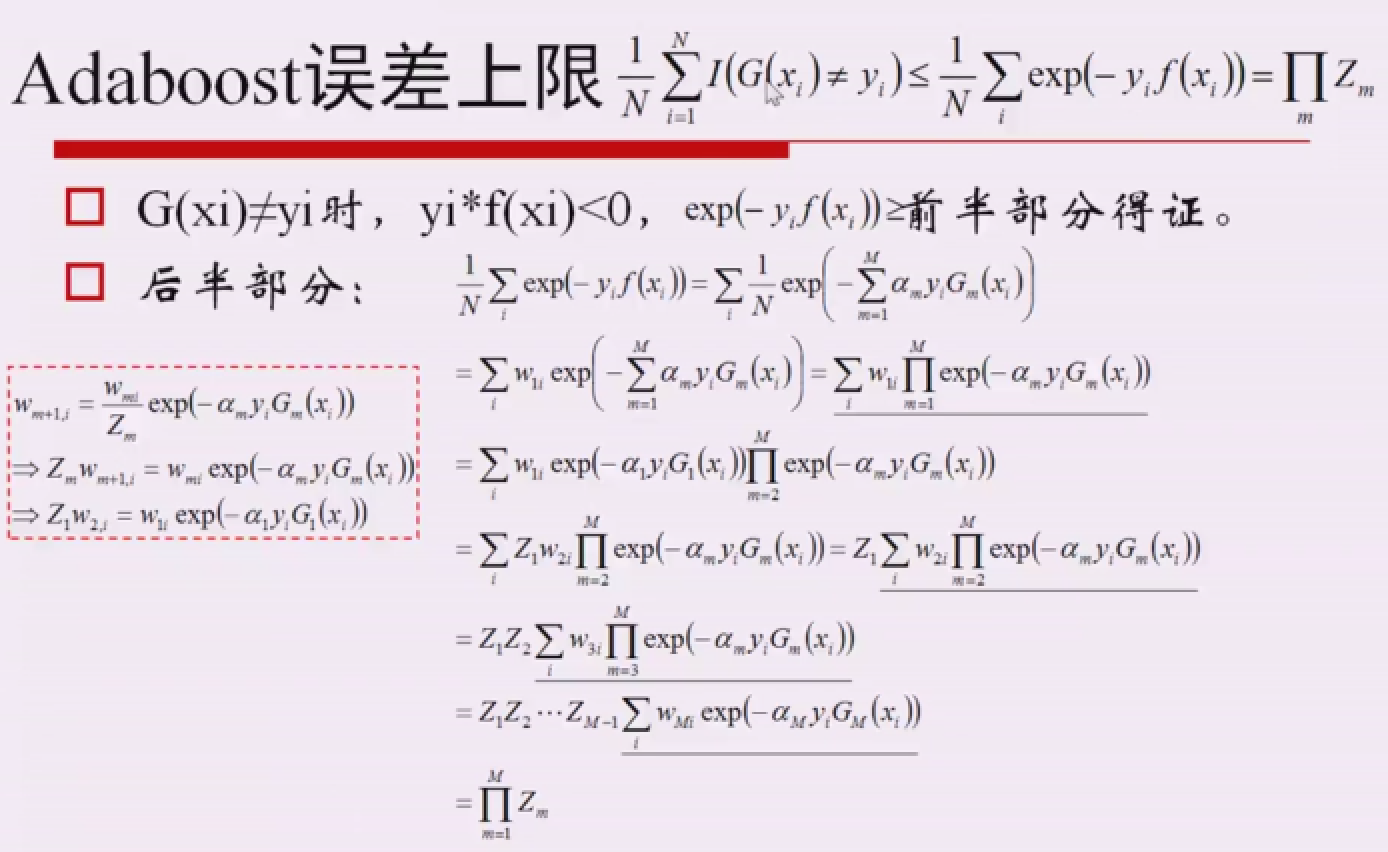 Adaboost误差上限 \frac{1}{N}\sum_{i=1}^{N} I(G(x_i) \neq y_i) \leq \frac{1}{N}\sum_{i} \exp(-y_i f(x_i)) = \prod_{m} Z_m
G(xi)≠yi时，yi*f(xi)<0，\exp(-y_i f(x_i)) \geq 前半部分得证。
后半部分： \frac{1}{N}\sum_{i} \exp(-y_i f(x_i)) = \sum_{i} \frac{1}{N} \exp\left(-\sum_{m=1}^{M} \alpha_m y_i G_m(x_i)\right)
= \sum_{i} w_{1i} \exp\left(-\sum_{m=1}^{M} \alpha_m y_i G_m(x_i)\right) = \sum_{i} w_{1i} \prod_{m=1}^{M} \exp(-\alpha_m y_i G_m(x_i))
= \sum_{i} w_{1i} \exp(-\alpha_1 y_i G_1(x_i)) \prod_{m=2}^{M} \exp(-\alpha_m y_i G_m(x_i))
= \sum_{i} Z_1 w_{2i} \prod_{m=2}^{M} \exp(-\alpha_m y_i G_m(x_i)) = Z_1 \sum_{i} w_{2i} \prod_{m=2}^{M} \exp(-\alpha_m y_i G_m(x_i))
= Z_1 Z_2 \sum_{i} w_{3i} \prod_{m=3}^{M} \exp(-\alpha_m y_i G_m(x_i))
= Z_1 Z_2 \cdots Z_{M-1} \sum_{i} w_{Mi} \exp(-\alpha_M y_i G_M(x_i))
= \prod_{m=1}^{M} Z_m
w_{m+1,i} = \frac{w_{mi}}{Z_m} \exp(-\alpha_m y_i G_m(x_i))
\Rightarrow Z_m w_{m+1,i} = w_{mi} \exp(-\alpha_m y_i G_m(x_i))
\Rightarrow Z_1 w_{2,i} = w_{1i} \exp(-\alpha_1 y_i G_1(x_i))